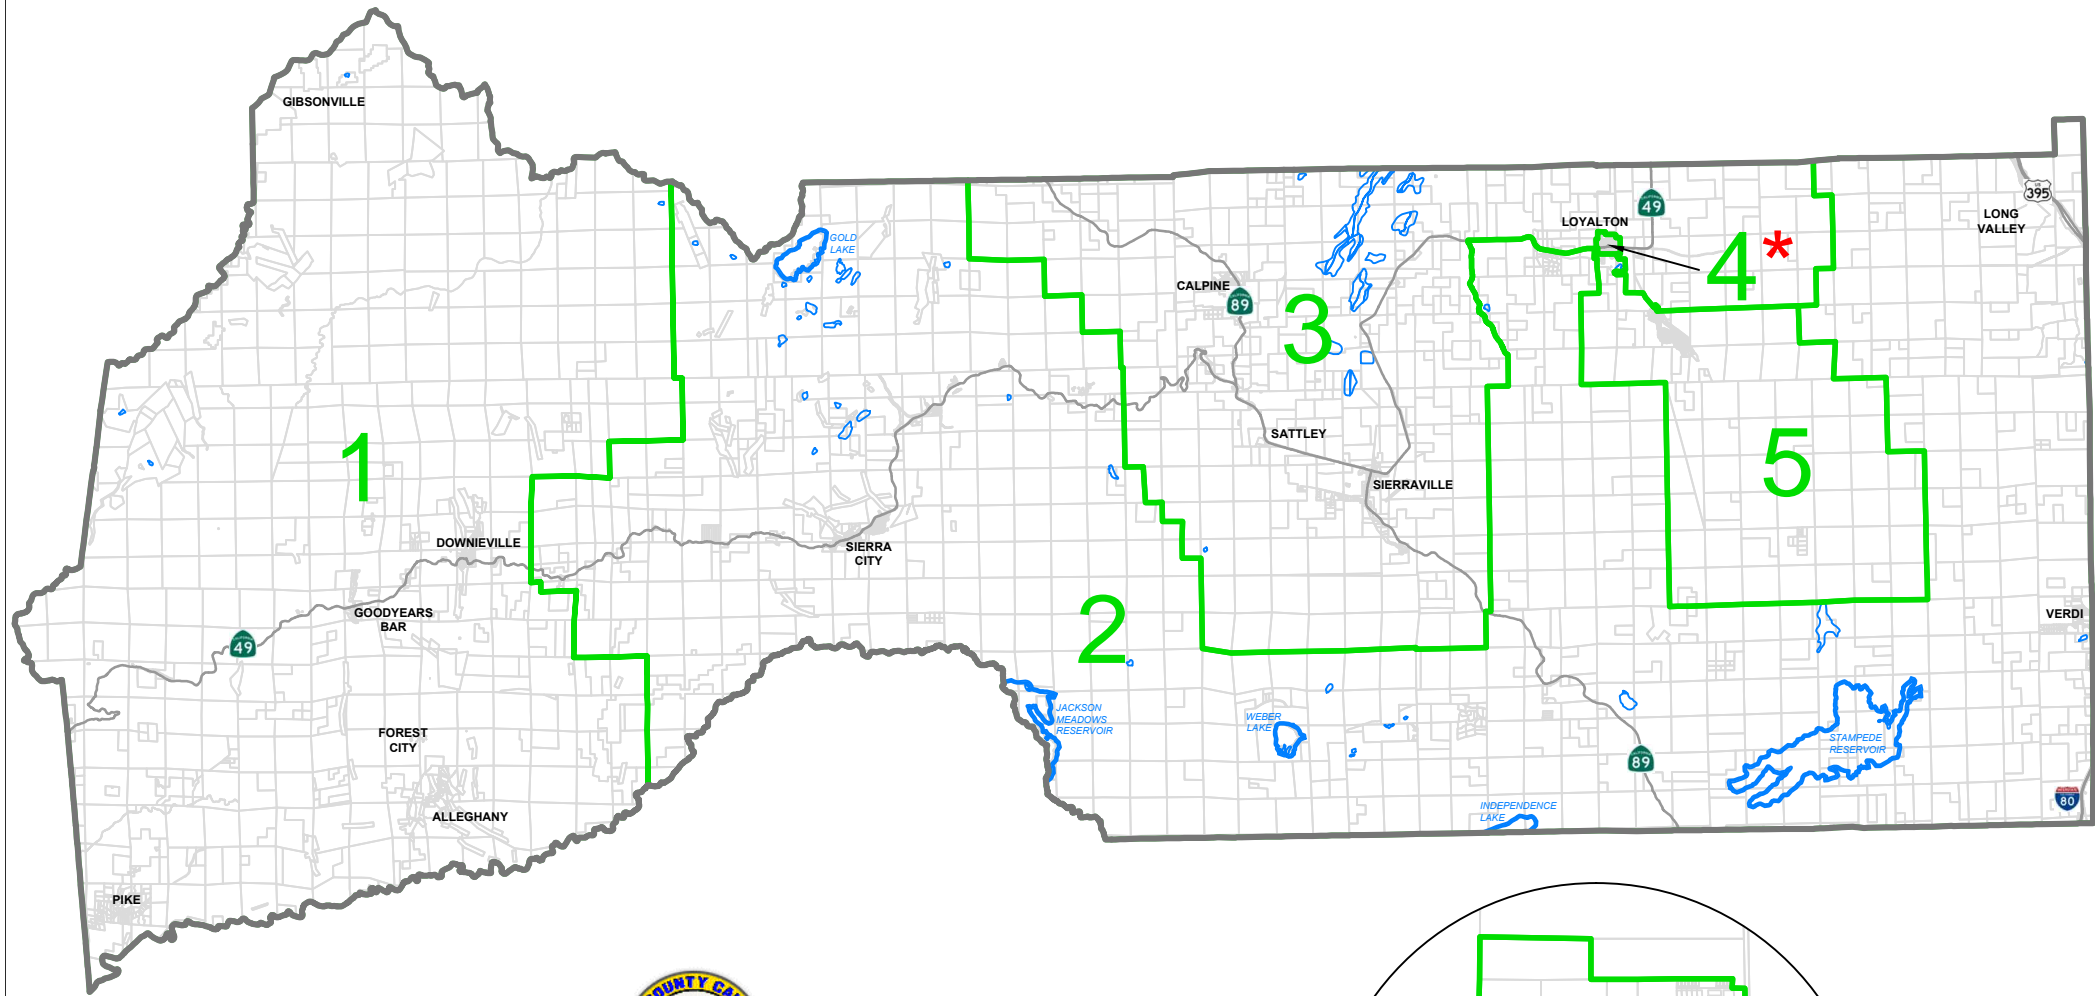 GIBSONVILLE
395
LONG
VALLEY
49
LOYALTON
GOLD
LAKE
4*
CALPINE
89
3
1
SATTLEY
5
SIERRAVILLE
DOWNIEVILLE
SIERRA
CITY
GOODYEARS
BAR
VERDI
2
49
JACKSON
MEADOWS
RESERVOIR
WEBER
LAKE
FOREST
CITY
STAMPEDE
RESERVOIR
89
80
INDEPENDENCE
LAKE
ALLEGHANY
PIKE
COUNTY